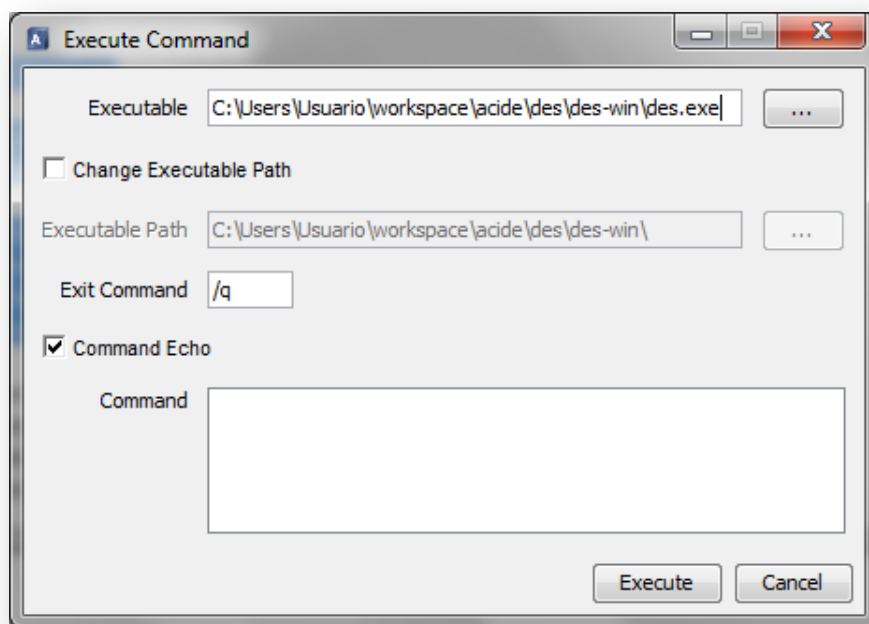 A Execute Command
Executable C:\Users\Usuario\workspace\acide\des\des-win\des.exe ...
Change Executable Path
Executable Path C:\Users\Usuario\workspace\acide\des\des-win\ ...
Exit Command /q
Command Echo
Command
Execute Cancel